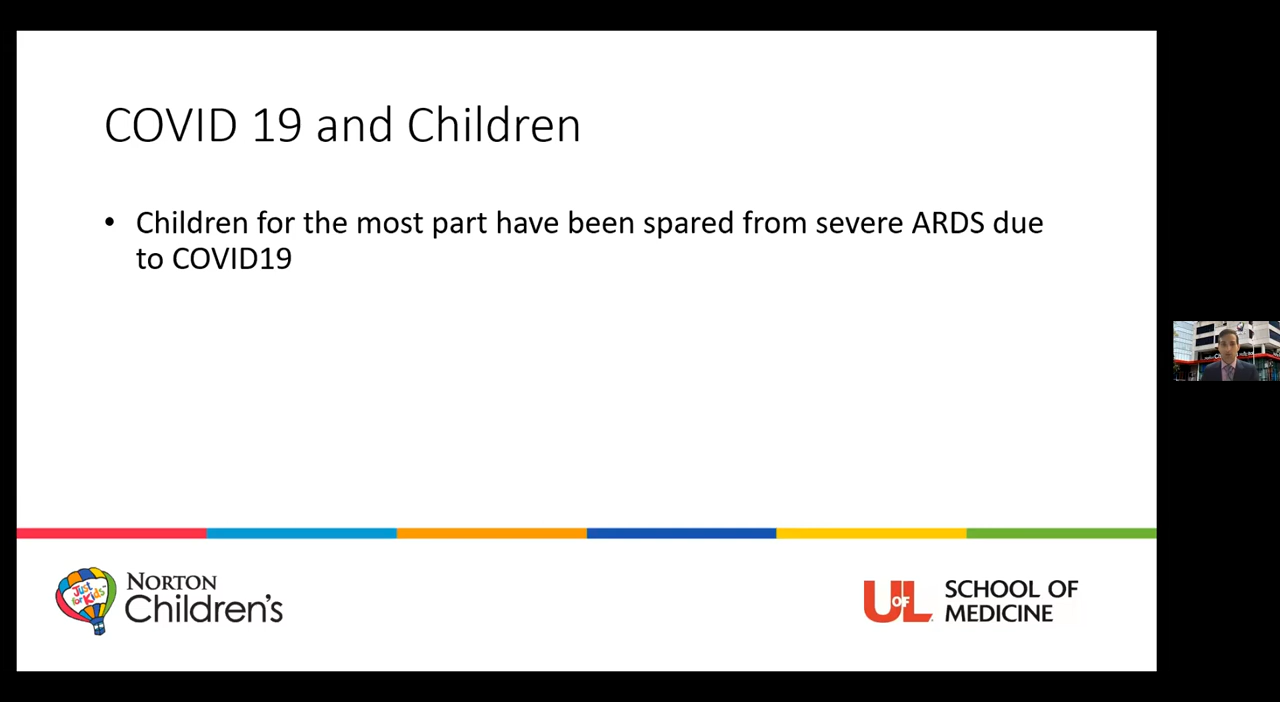 COVID 19 and Children
• Children for the most part have been spared from severe ARDS due
to COVID19
Just
for Kids
NORTON
Children's
UOFL
SCHOOL OF
MEDICINE